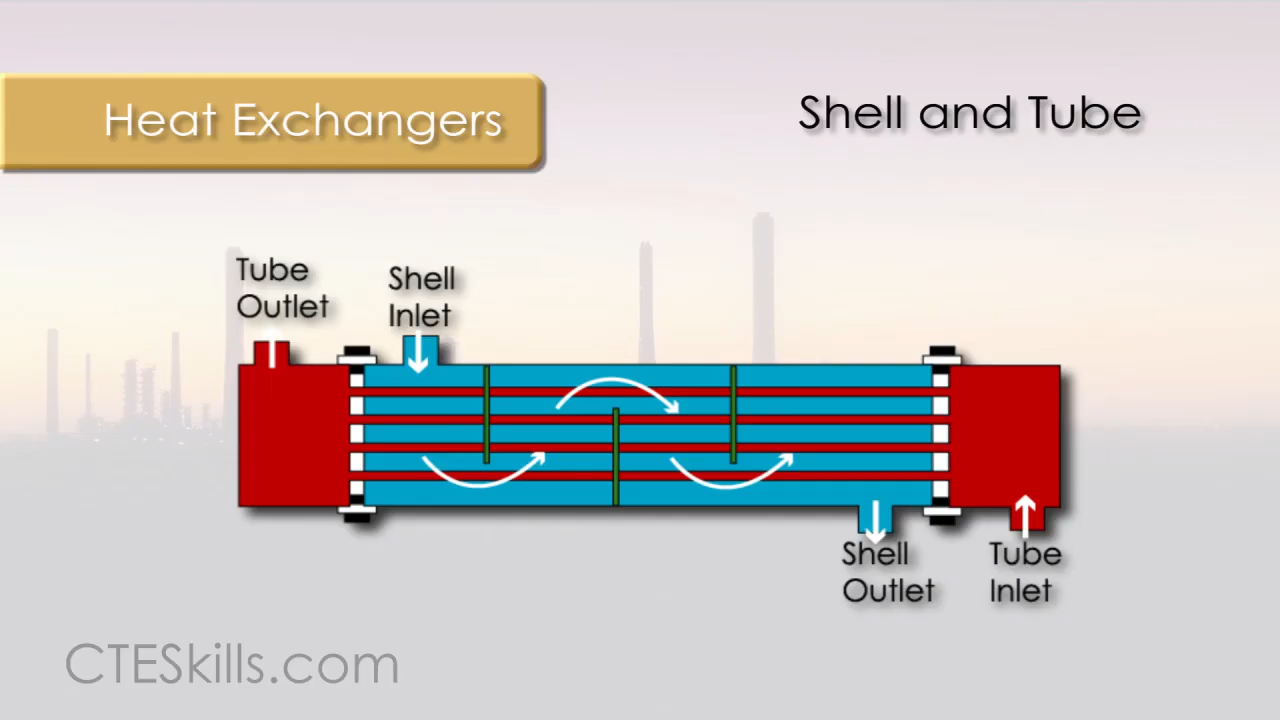 Heat Exchangers
Shell and Tube
Tube
Outlet
Shell
Inlet
Shell
Outlet
Tube
Inlet
CTESkills.com